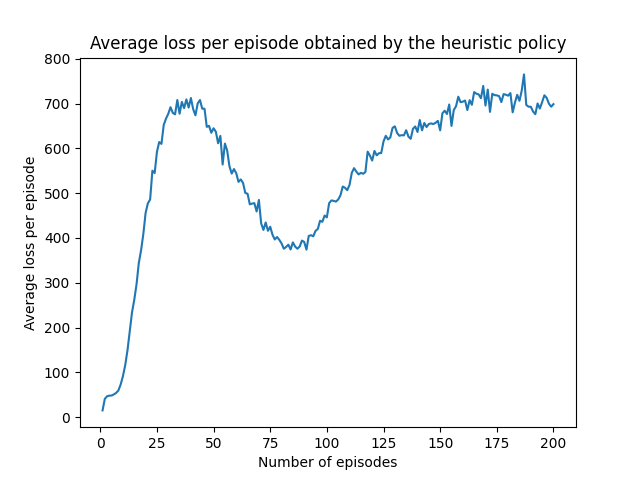 Average loss per episode obtained by the heuristic policy
800
700
600
500
400
300
200
100
0
Average loss per episode
0 25 50 75 100 125 150 175 200
Number of episodes